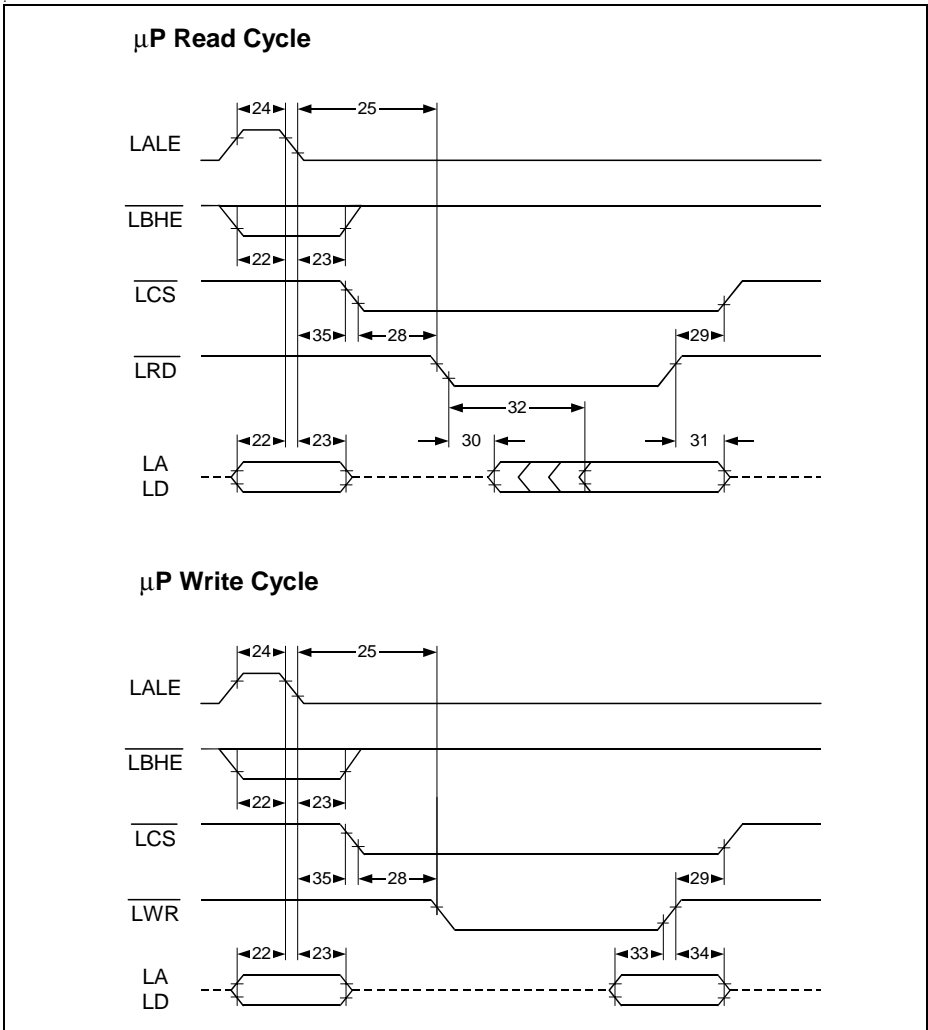 μP Read Cycle
24 25
LALE
LBHE
22 23
LCS
35 28 29
LRD
32
22 23 30 31
LA
LD
μP Write Cycle
24 25
LALE
LBHE
22 23
LCS
35 28 29
LWR
22 23 33 34
LA
LD